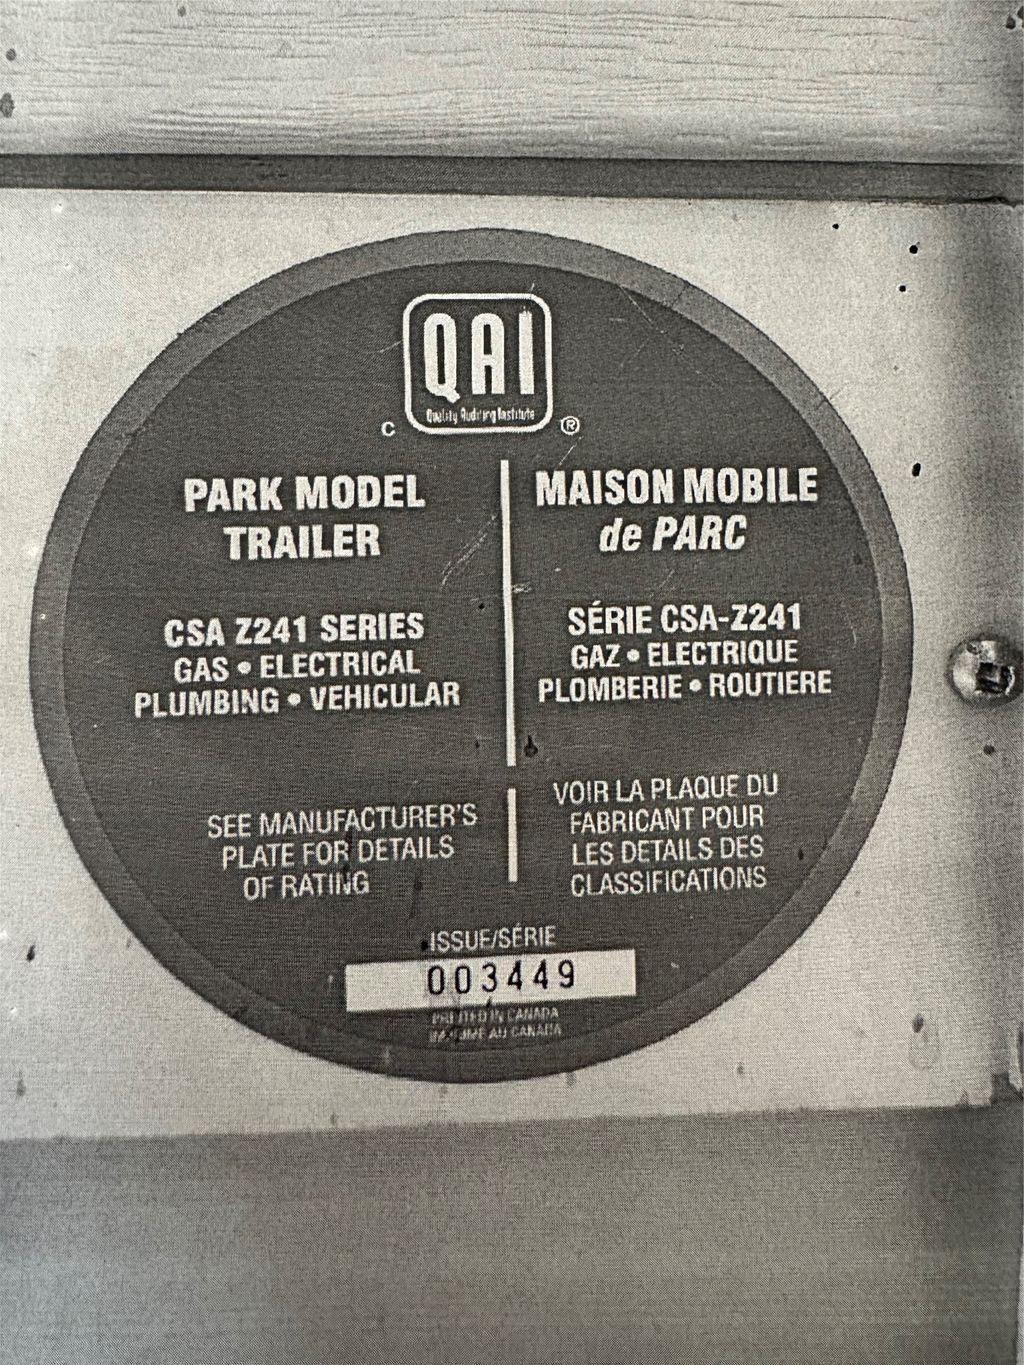 QAI
Quality Auditing Institute
C ®
PARK MODEL
TRAILER
CSA Z241 SERIES
GAS • ELECTRICAL
PLUMBING • VEHICULAR
SEE MANUFACTURER'S
PLATE FOR DETAILS
OF RATING
MAISON MOBILE
de PARC
SÉRIE CSA-Z241
GAZ • ELECTRIQUE
PLOMBERIE • ROUTIERE
VOIR LA PLAQUE DU
FABRICANT POUR
LES DETAILS DES
CLASSIFICATIONS
ISSUE/SÉRIE
003449
PRINTED IN CANADA
IMPRIMÉ AU CANADA